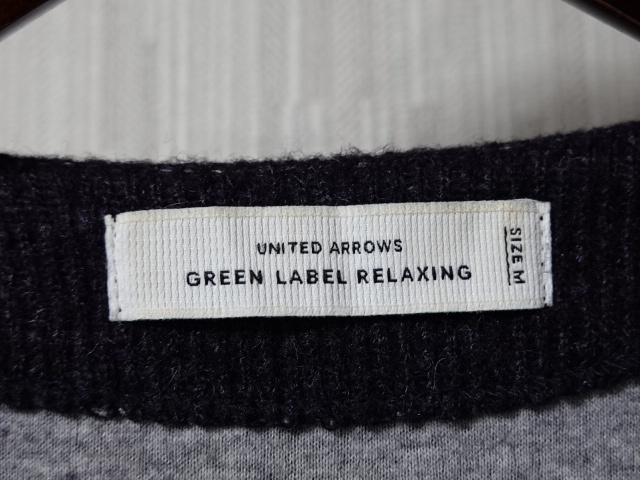 UNITED ARROWS
GREEN LABEL RELAXING
SIZE M